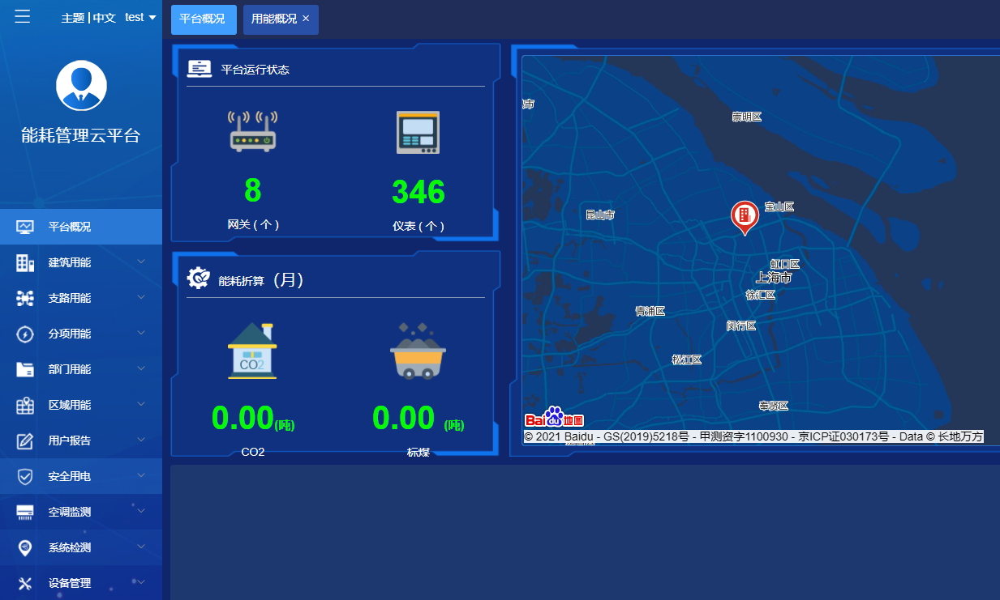 主题 | 中文 test
能耗管理云平台
平台概况
建筑用能
支路用能
分项用能
部门用能
区域用能
用户报告
安全用电
空调监测
系统检测
设备管理
平台概况 用能概况 ×
平台运行状态
8
网关 ( 个 )
346
仪表 ( 个 )
能耗折算 （月）
CO2
0.00(吨)
CO2
0.00 (吨)
标煤
崇明区
昆山市
宝山区
虹口区
上海市
徐汇区
青浦区
闵行区
松江区
奉贤区
Bai du 地图
© 2021 Baidu - GS(2019)5218号 - 甲测资字1100930 - 京ICP证030173号 - Data © 长地万方